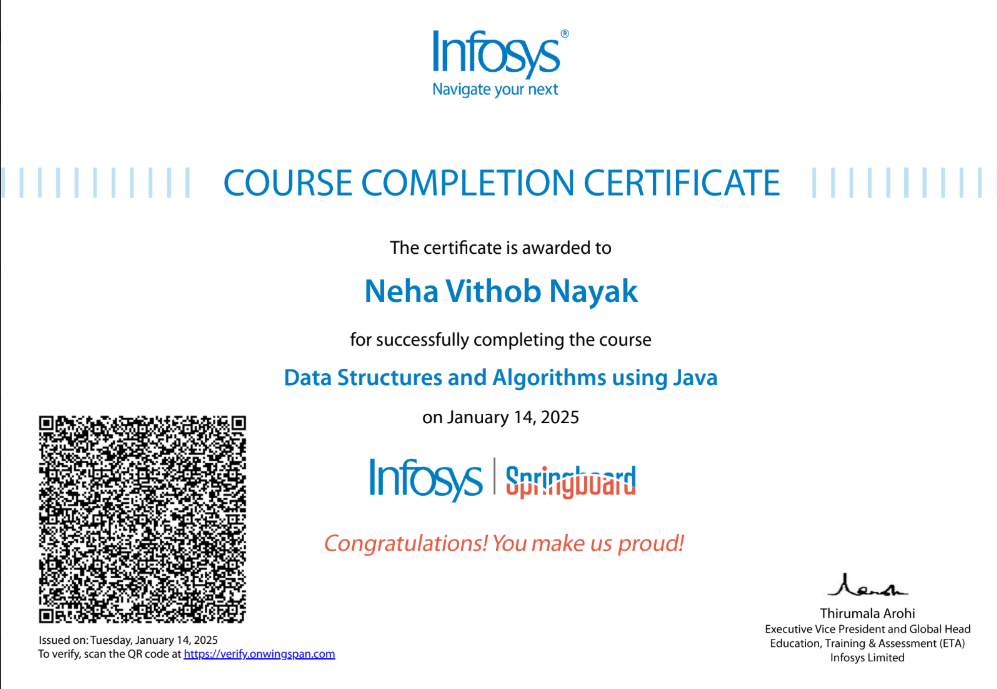 Infosys®
Navigate your next
COURSE COMPLETION CERTIFICATE
The certificate is awarded to
Neha Vithob Nayak
for successfully completing the course
Data Structures and Algorithms using Java
on January 14, 2025
Infosys | Springboard
Congratulations! You make us proud!
Issued on: Tuesday, January 14, 2025
To verify, scan the QR code at https://verify.onwingspan.com
Thirumala Arohi
Executive Vice President and Global Head
Education, Training & Assessment (ETA)
Infosys Limited